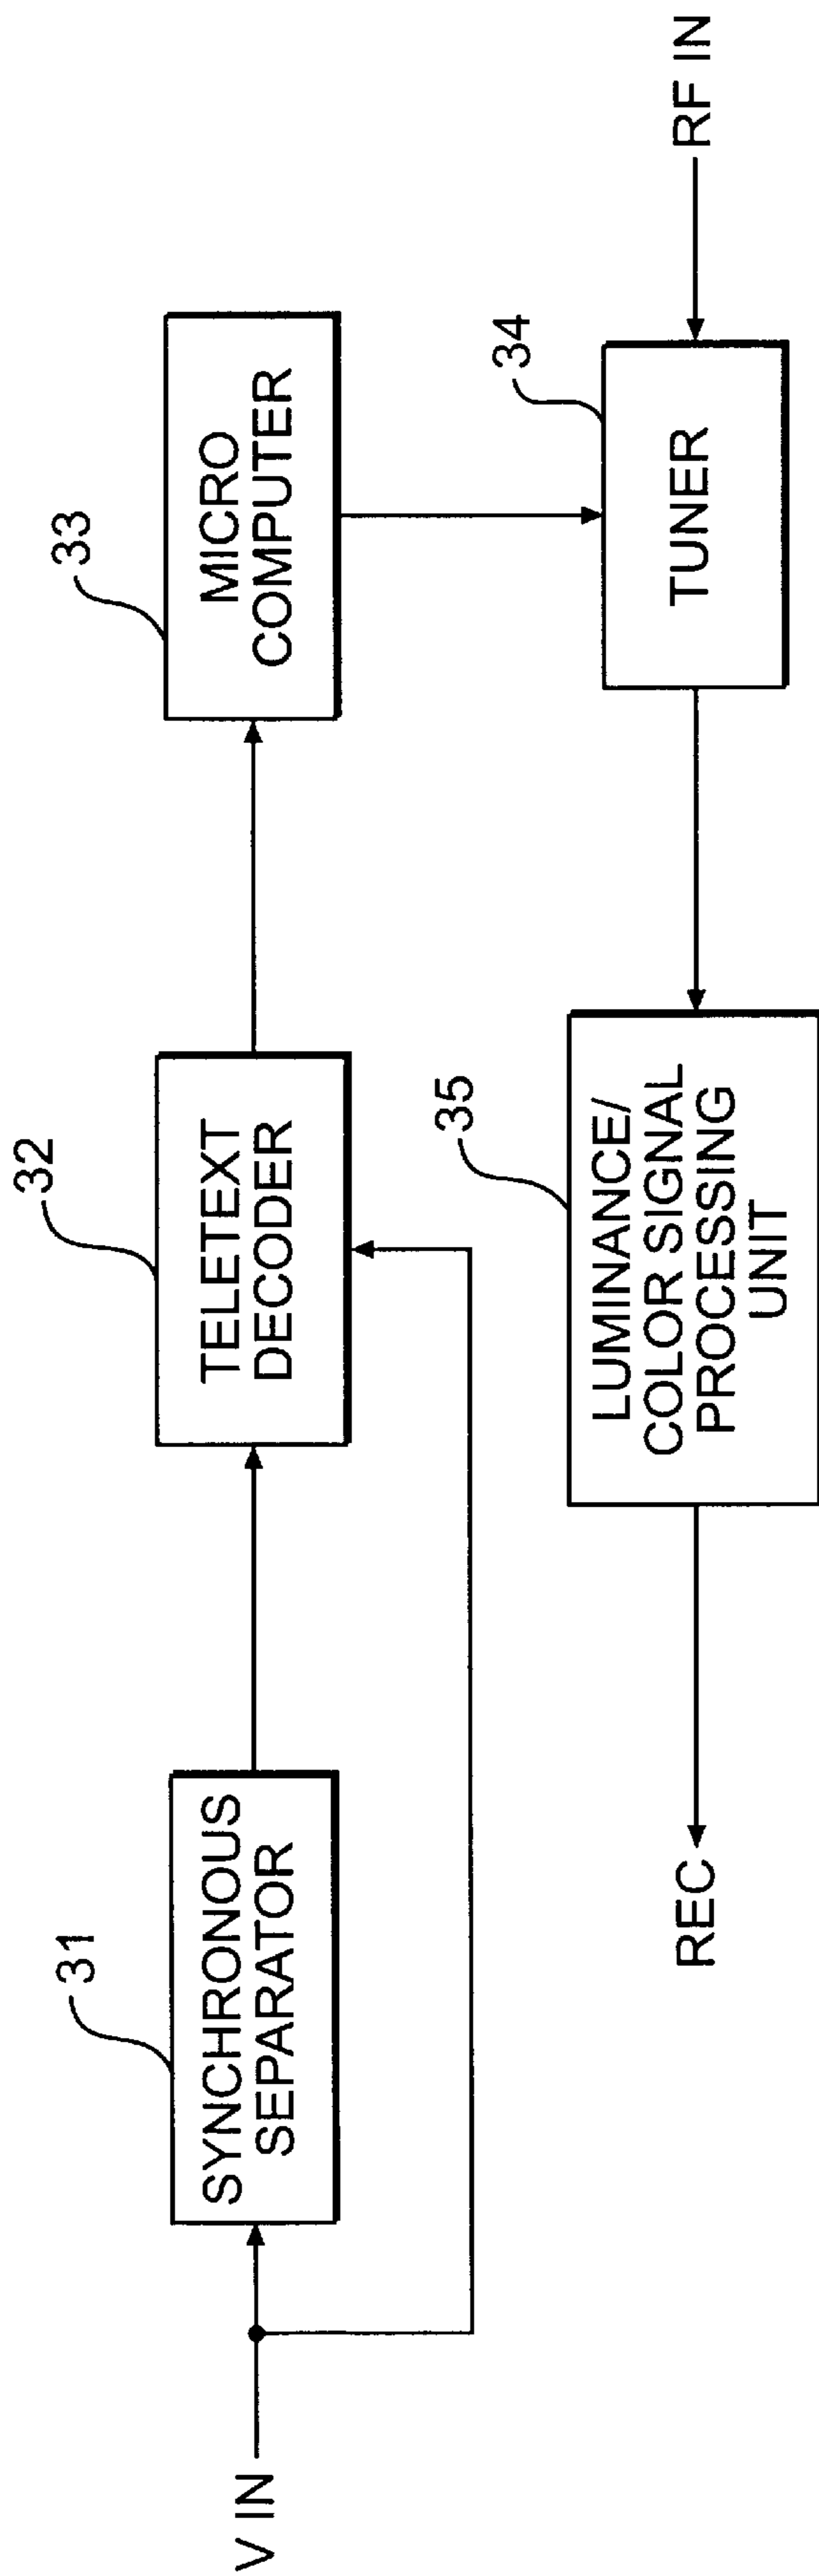 V IN
31
SYNCHRONOUS
SEPARATOR
32
TELETEXT
DECODER
33
MICRO
COMPUTER
34
TUNER
RF IN
35
LUMINANCE/
COLOR SIGNAL
PROCESSING
UNIT
REC